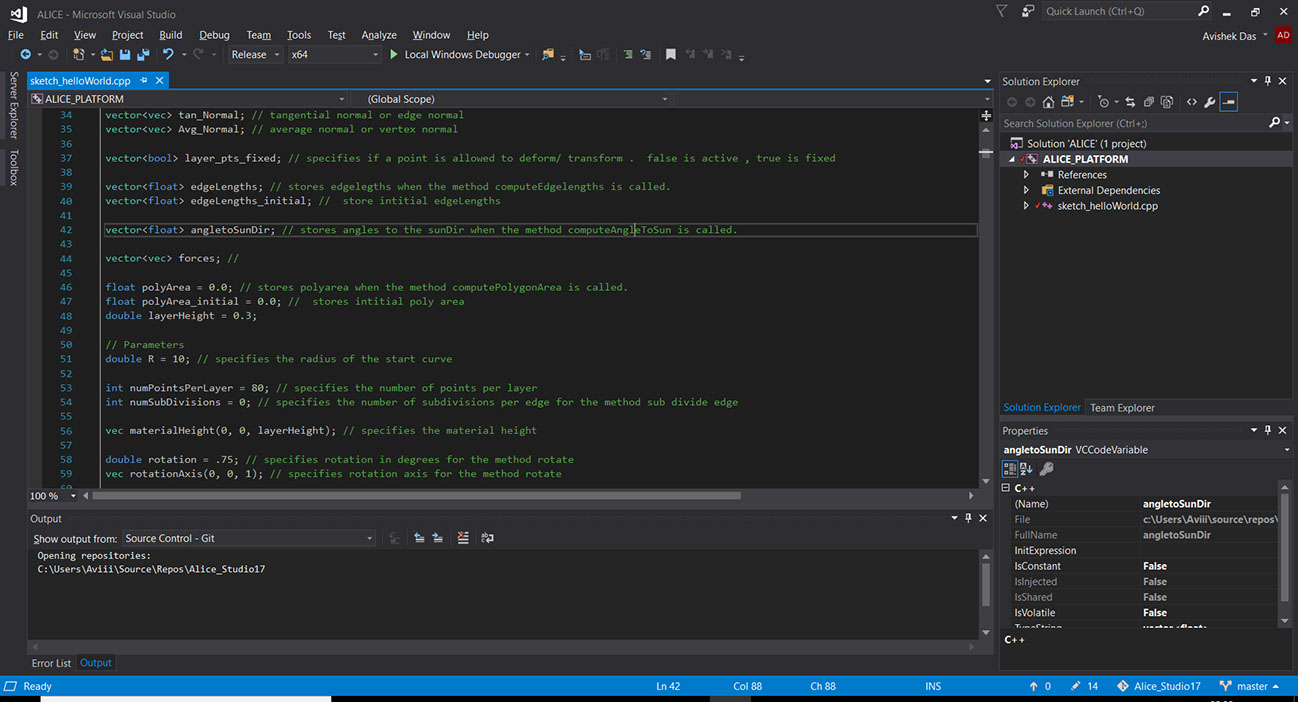 ALICE - Microsoft Visual Studio
Quick Launch (Ctrl+Q)
File Edit View Project Build Debug Team Tools Test Analyze Window Help
Avishek Das AD
Release x64 Local Windows Debugger
Server Explorer
Toolbox
sketch_helloWorld.cpp
ALICE_PLATFORM (Global Scope)
34 vector<vec> tan_Normal; // tangential normal or edge normal
35 vector<vec> Avg_Normal; // average normal or vertex normal
36
37 vector<bool> layer_pts_fixed; // specifies if a point is allowed to deform/ transform .  false is active , true is fixed
38
39 vector<float> edgeLengths; // stores edgelegths when the method computeEdgelengths is called.
40 vector<float> edgeLengths_initial; //  store intitial edgeLengths
41
42 vector<float> angletoSunDir; // stores angles to the sunDir when the method computeAngleToSun is called.
43
44 vector<vec> forces; //
45
46 float polyArea = 0.0; // stores polyarea when the method computePolygonArea is called.
47 float polyArea_initial = 0.0; //  stores intitial poly area
48 double layerHeight = 0.3;
49
50 // Parameters
51 double R = 10; // specifies the radius of the start curve
52
53 int numPointsPerLayer = 80; // specifies the number of points per layer
54 int numSubDivisions = 0; // specifies the number of subdivisions per edge for the method sub divide edge
55
56 vec materialHeight(0, 0, layerHeight); // specifies the material height
57
58 double rotation = .75; // specifies rotation in degrees for the method rotate
59 vec rotationAxis(0, 0, 1); // specifies rotation axis for the method rotate
100 %
Output
Show output from: Source Control - Git
Opening repositories:
C:\Users\Aviii\Source\Repos\Alice_Studio17
Error List Output
Solution Explorer
Search Solution Explorer (Ctrl+;)
Solution 'ALICE' (1 project)
ALICE_PLATFORM
References
External Dependencies
sketch_helloWorld.cpp
Solution Explorer Team Explorer
Properties
angletoSunDir VCCodeVariable
C++
(Name) angletoSunDir
File c:\Users\Aviii\source\repos\
FullName angletoSunDir
InitExpression
IsConstant False
IsInjected False
IsShared False
IsVolatile False
TypeString vector<float>
C++
Ready Ln 42 Col 88 Ch 88 INS 0 14 Alice_Studio17 master